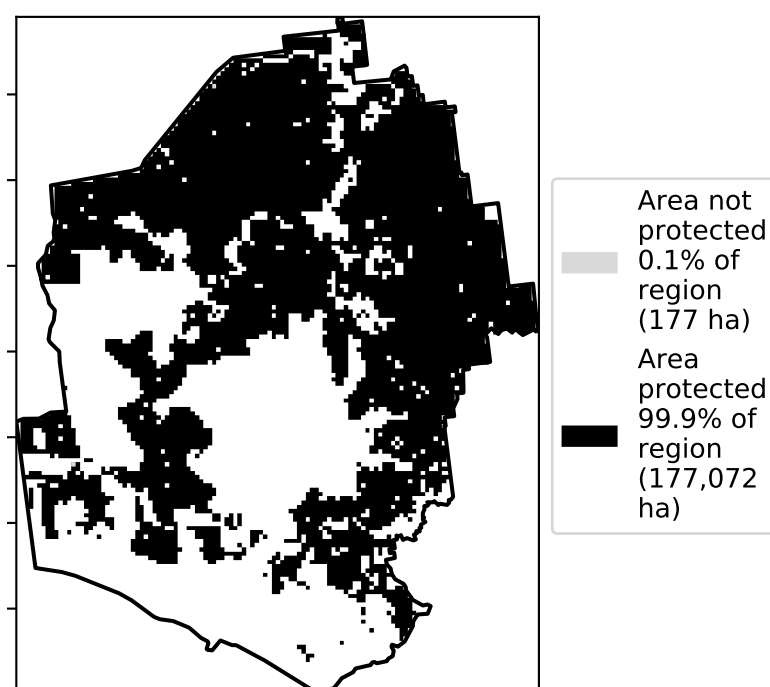 Area not
protected
0.1% of
region
(177 ha)
Area
protected
99.9% of
region
(177,072
ha)